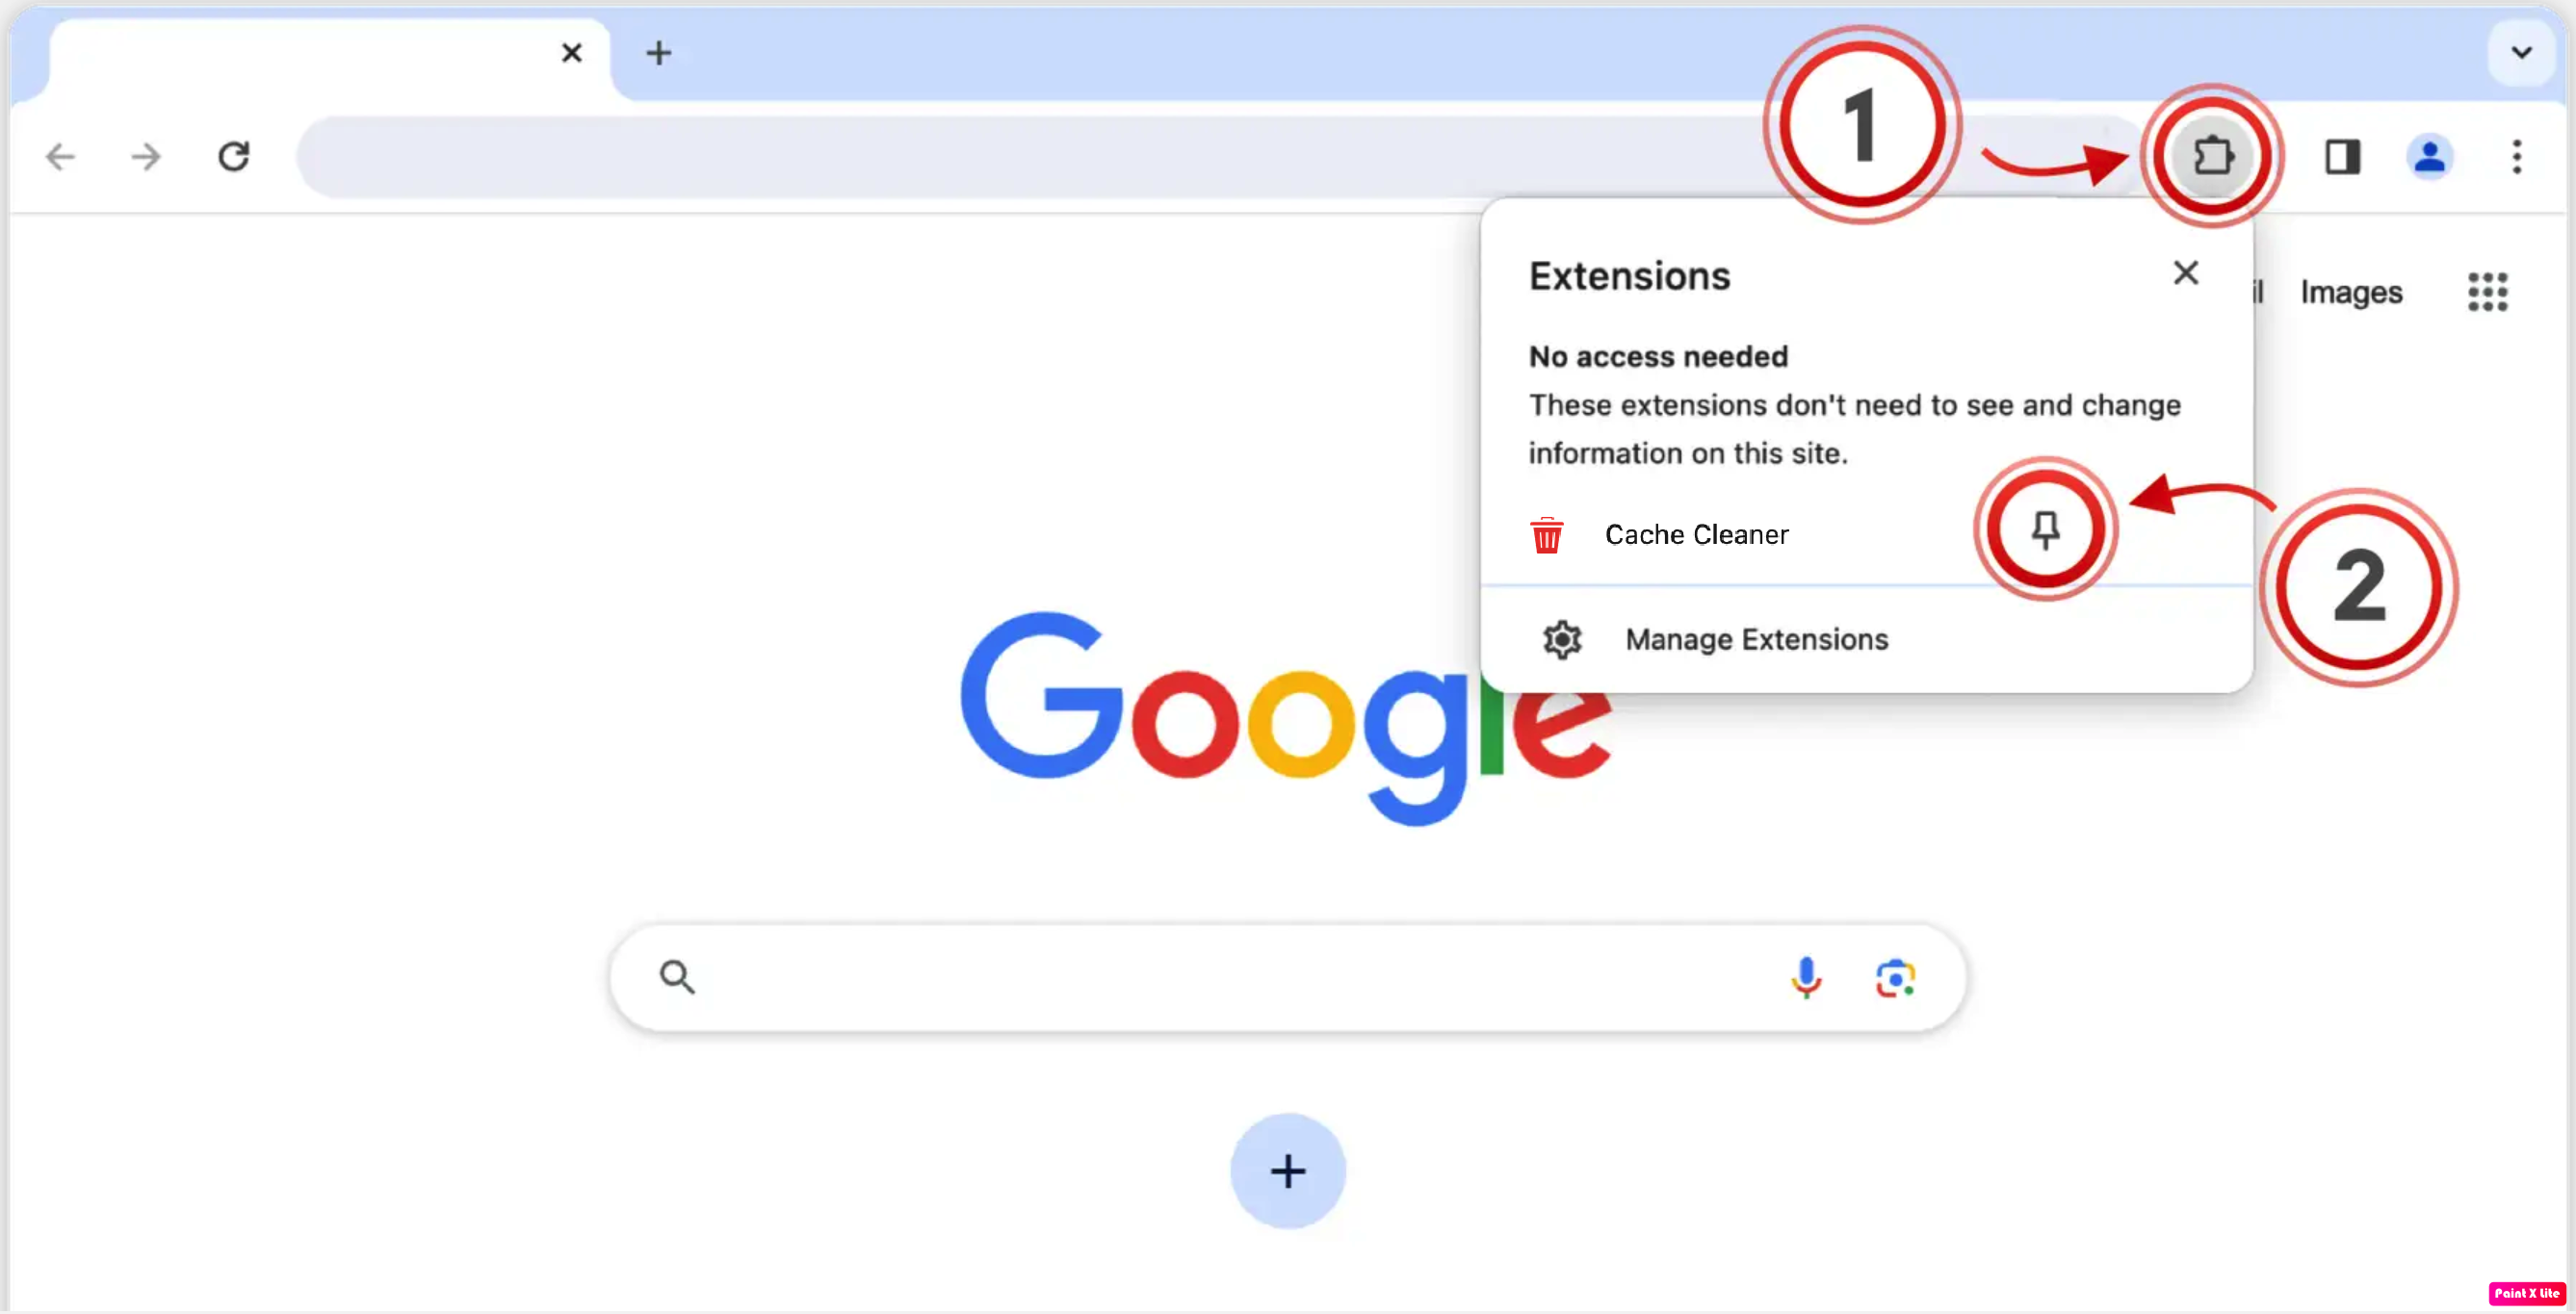 1
Extensions
il Images
No access needed
These extensions don't need to see and change
information on this site.
Cache Cleaner
2
Manage Extensions
Google
Paint X lite